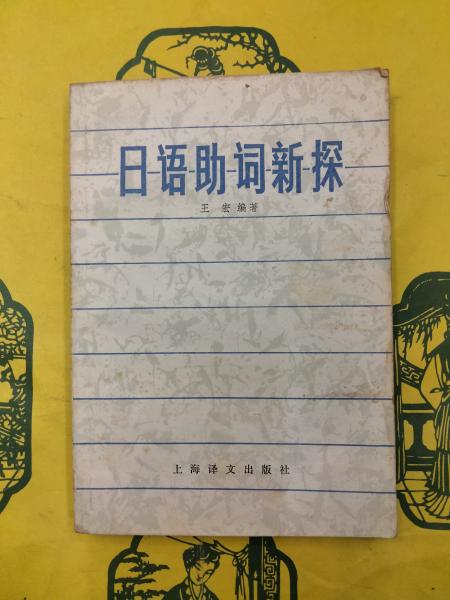 日语助词新探
王 宏 编著
上海译文出版社